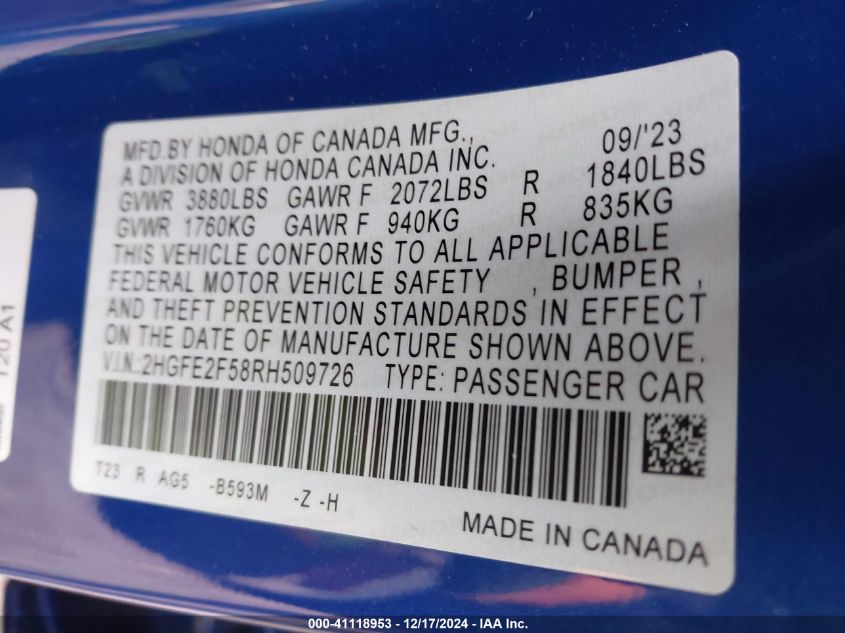 MFD.BY HONDA OF CANADA MFG., 09/'23
A DIVISION OF HONDA CANADA INC.
GVWR 3880LBS GAWR F 2072LBS R 1840LBS
GVWR 1760KG GAWR F 940KG R 835KG
THIS VEHICLE CONFORMS TO ALL APPLICABLE
FEDERAL MOTOR VEHICLE SAFETY , BUMPER ,
AND THEFT PREVENTION STANDARDS IN EFFECT
ON THE DATE OF MANUFACTURE SHOWN ABOVE.
V.I.N.:2HGFE2F58RH509726 TYPE: PASSENGER CAR
T23 R AG5 -B593M -Z -H
MADE IN CANADA
T20 A1
000-41118953 - 12/17/2024 - IAA Inc.